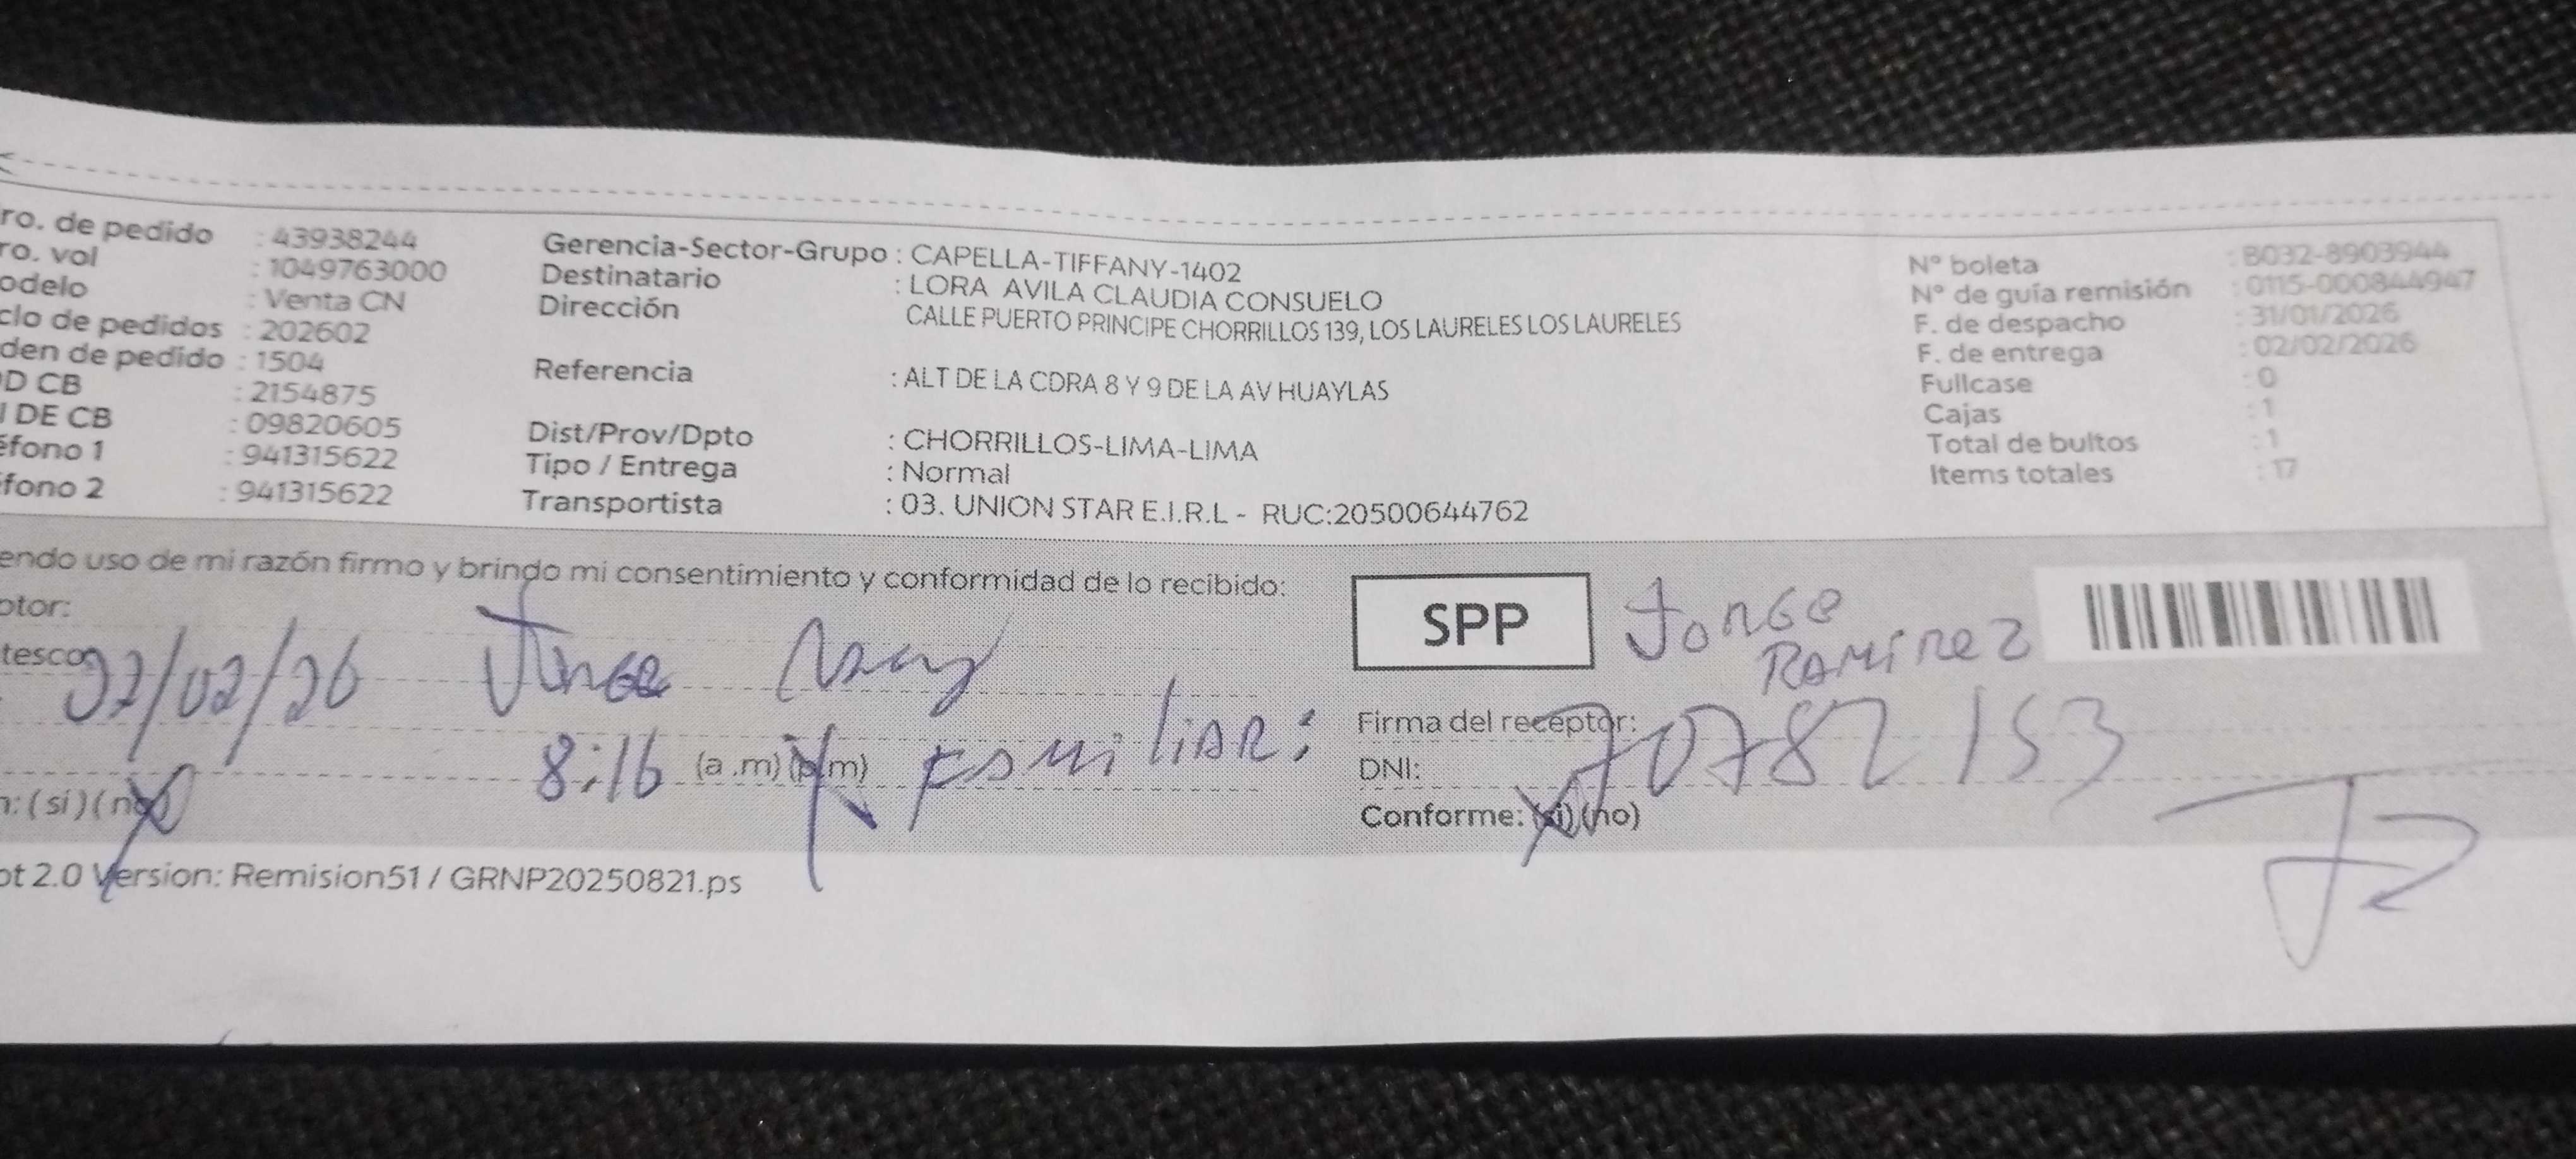 ro. de pedido : 43938244
ro. vol : 1049763000
odelo : Venta CN
clo de pedidos : 202602
den de pedido : 1504
D CB : 2154875
I DE CB : 09820605
éfono 1 : 941315622
éfono 2 : 941315622
Gerencia-Sector-Grupo : CAPELLA-TIFFANY-1402
Destinatario : LORA AVILA CLAUDIA CONSUELO
Dirección CALLE PUERTO PRINCIPE CHORRILLOS 139, LOS LAURELES LOS LAURELES
Referencia : ALT DE LA CDRA 8 Y 9 DE LA AV HUAYLAS
Dist/Prov/Dpto : CHORRILLOS-LIMA-LIMA
Tipo / Entrega : Normal
Transportista : 03. UNION STAR E.I.R.L - RUC:20500644762
N° boleta : B032-8903944
N° de guía remisión : 0115-000844947
F. de despacho : 31/01/2026
F. de entrega : 02/02/2026
Fullcase : 0
Cajas : 1
Total de bultos : 1
Items totales : 17
endo uso de mi razón firmo y brindo mi consentimiento y conformidad de lo recibido:
ptor:
tesco
/02/26 Jorge
8:16 (a .m) (p.m) familiar:
n: (si) (no)
SPP
Jorge
Ramirez
Firma del receptor:
DNI: 70782153
Conforme: (si) (no)
ot 2.0 Version: Remision51 / GRNP20250821.ps